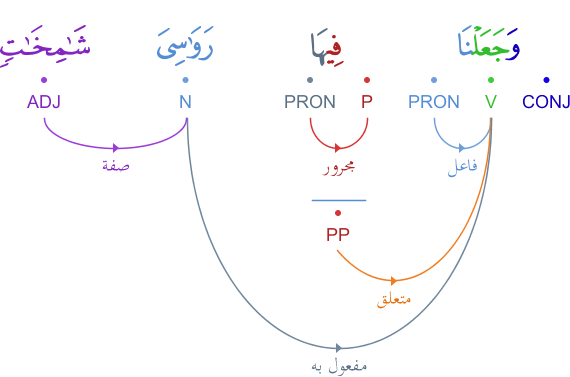 وَجَعَلْنَا فِيهَا رَوَٰسِىَ شَـٰمِخَـٰتٍ
CONJ V PRON P PRON N ADJ
فاعل مجرور صفة
PP
متعلق
مفعول به